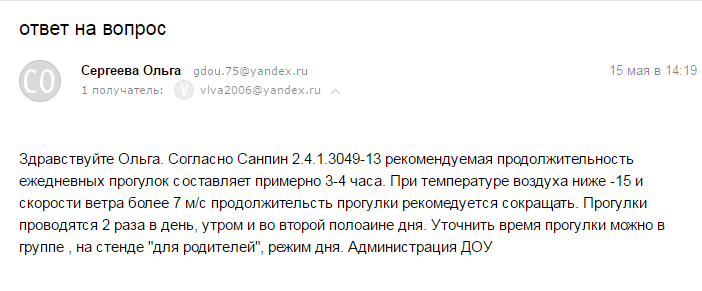 ответ на вопрос
СО
Сергеева Ольга gdou.75@yandex.ru
15 мая в 14:19
1 получатель: V vlva2006@yandex.ru
Здравствуйте Ольга. Согласно Санпин 2.4.1.3049-13 рекомендуемая продолжительность
ежедневных прогулок составляет примерно 3-4 часа. При температуре воздуха ниже -15 и
скорости ветра более 7 м/с продолжительсть прогулки рекомедуется сокращать. Прогулки
проводятся 2 раза в день, утром и во второй полоаине дня. Уточнить время прогулки можно в
группе , на стенде "для родителей", режим дня. Администрация ДОУ